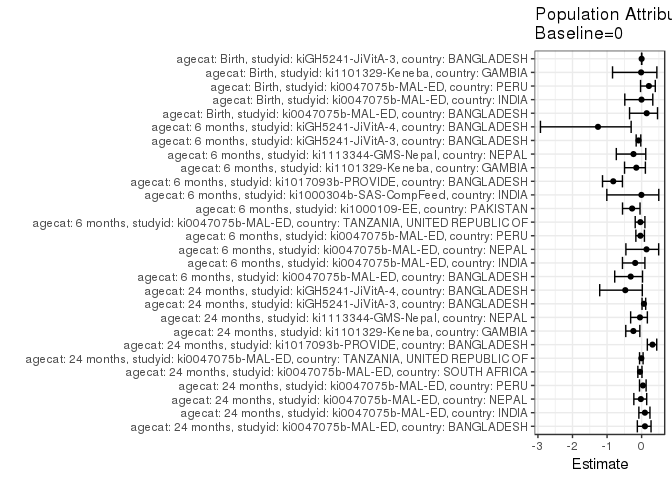 Population Attribu
Baseline=0
agecat: Birth, studyid: kiGH5241-JiVitA-3, country: BANGLADESH
agecat: Birth, studyid: ki1101329-Keneba, country: GAMBIA
agecat: Birth, studyid: ki0047075b-MAL-ED, country: PERU
agecat: Birth, studyid: ki0047075b-MAL-ED, country: INDIA
agecat: Birth, studyid: ki0047075b-MAL-ED, country: BANGLADESH
agecat: 6 months, studyid: kiGH5241-JiVitA-4, country: BANGLADESH
agecat: 6 months, studyid: kiGH5241-JiVitA-3, country: BANGLADESH
agecat: 6 months, studyid: ki1113344-GMS-Nepal, country: NEPAL
agecat: 6 months, studyid: ki1101329-Keneba, country: GAMBIA
agecat: 6 months, studyid: ki1017093b-PROVIDE, country: BANGLADESH
agecat: 6 months, studyid: ki1000304b-SAS-CompFeed, country: INDIA
agecat: 6 months, studyid: ki1000109-EE, country: PAKISTAN
agecat: 6 months, studyid: ki0047075b-MAL-ED, country: TANZANIA, UNITED REPUBLIC OF
agecat: 6 months, studyid: ki0047075b-MAL-ED, country: PERU
agecat: 6 months, studyid: ki0047075b-MAL-ED, country: NEPAL
agecat: 6 months, studyid: ki0047075b-MAL-ED, country: INDIA
agecat: 6 months, studyid: ki0047075b-MAL-ED, country: BANGLADESH
agecat: 24 months, studyid: kiGH5241-JiVitA-4, country: BANGLADESH
agecat: 24 months, studyid: kiGH5241-JiVitA-3, country: BANGLADESH
agecat: 24 months, studyid: ki1113344-GMS-Nepal, country: NEPAL
agecat: 24 months, studyid: ki1101329-Keneba, country: GAMBIA
agecat: 24 months, studyid: ki1017093b-PROVIDE, country: BANGLADESH
agecat: 24 months, studyid: ki0047075b-MAL-ED, country: TANZANIA, UNITED REPUBLIC OF
agecat: 24 months, studyid: ki0047075b-MAL-ED, country: SOUTH AFRICA
agecat: 24 months, studyid: ki0047075b-MAL-ED, country: PERU
agecat: 24 months, studyid: ki0047075b-MAL-ED, country: NEPAL
agecat: 24 months, studyid: ki0047075b-MAL-ED, country: INDIA
agecat: 24 months, studyid: ki0047075b-MAL-ED, country: BANGLADESH
-3 -2 -1 0
Estimate